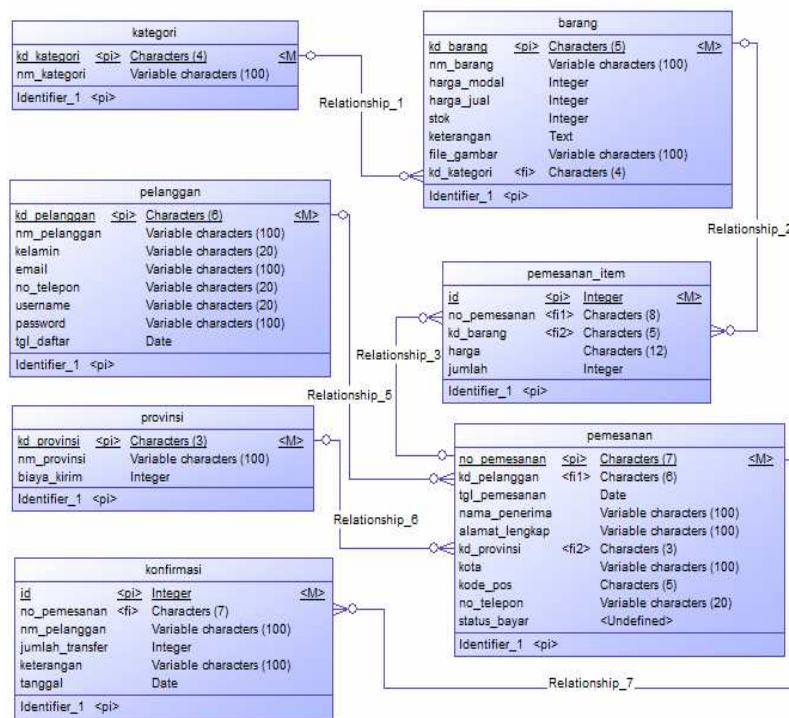 kategori
kd_kategori <pi> Characters (4) <M
nm_kategori Variable characters (100)
Identifier_1 <pi>
Relationship_1
barang
kd_barang <pi> Characters (5) <M>
nm_barang Variable characters (100)
harga_modal Integer
harga_jual Integer
stok Integer
keterangan Text
file_gambar Variable characters (100)
kd_kategori <fi> Characters (4)
Identifier_1 <pi>
Relationship_2
pelanggan
kd_pelanggan <pi> Characters (6) <M>
nm_pelanggan Variable characters (100)
kelamin Variable characters (20)
email Variable characters (100)
no_telepon Variable characters (20)
username Variable characters (20)
password Variable characters (100)
tgl_daftar Date
Identifier_1 <pi>
pemesanan_item
id <pi> Integer <M>
no_pemesanan <fi1> Characters (8)
kd_barang <fi2> Characters (5)
harga Characters (12)
jumlah Integer
Identifier_1 <pi>
Relationship_3
Relationship_5
provinsi
kd_provinsi <pi> Characters (3) <M>
nm_provinsi Variable characters (100)
biaya_kirim Integer
Identifier_1 <pi>
Relationship_6
pemesanan
no_pemesanan <pi> Characters (7) <M>
kd_pelanggan <fi1> Characters (6)
tgl_pemesanan Date
nama_penerima Variable characters (100)
alamat_lengkap Variable characters (100)
kd_provinsi <fi2> Characters (3)
kota Variable characters (100)
kode_pos Characters (5)
no_telepon Variable characters (20)
status_bayar <Undefined>
Identifier_1 <pi>
konfirmasi
id <pi> Integer <M>
no_pemesanan <fi> Characters (7)
nm_pelanggan Variable characters (100)
jumlah_transfer Integer
keterangan Variable characters (100)
tanggal Date
Identifier_1 <pi>
Relationship_7